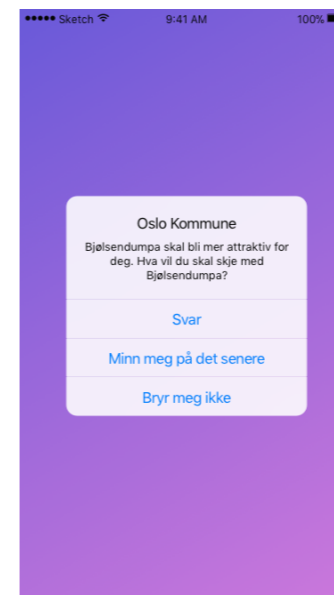 Sketch 9:41 AM 100%
Oslo Kommune
Bjølsendumpa skal bli mer attraktiv for
deg. Hva vil du skal skje med
Bjølsendumpa?
Svar
Minn meg på det senere
Bryr meg ikke